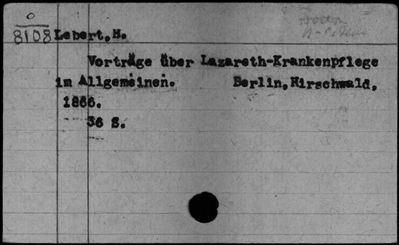 O
8108 Lebert, H.
Vorträge über Lazareth-Krankenpflege
im Allgemeinen. Berlin, Hirschwald,
1866.
36 S.